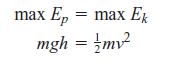 max Eₚ = max Eₖ
mgh = ½mv²